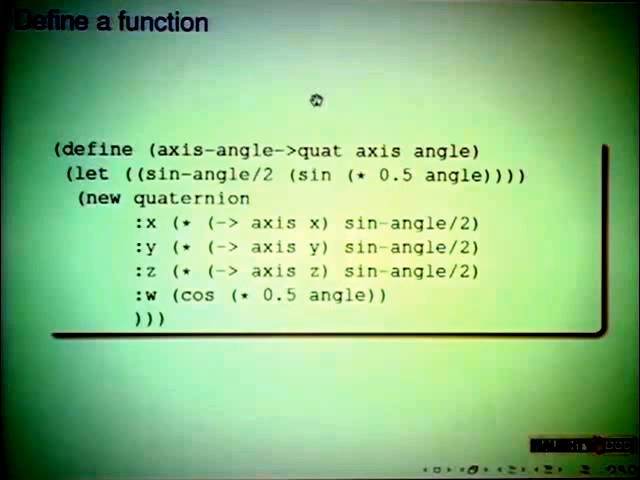 Define a function
(define (axis-angle->quat axis angle)
(let ((sin-angle/2 (sin (* 0.5 angle))))
(new quaternion
:x (* (-> axis x) sin-angle/2)
:y (* (-> axis y) sin-angle/2)
:z (* (-> axis z) sin-angle/2)
:w (cos (* 0.5 angle))
)))